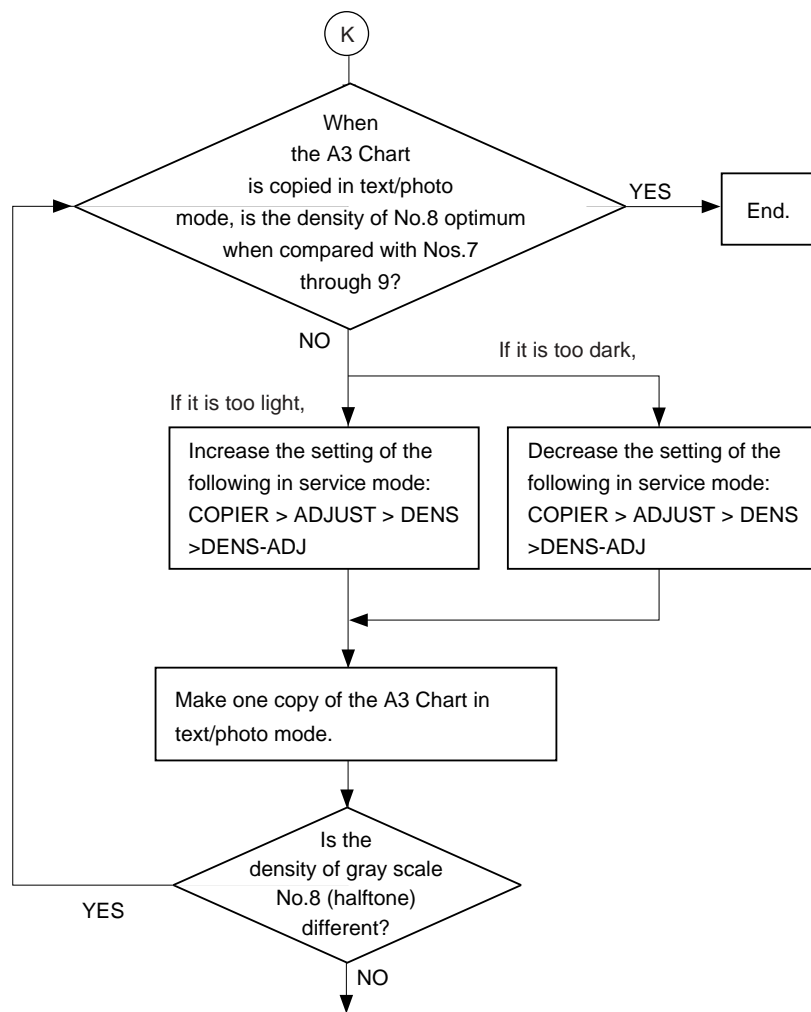 K
When
the A3 Chart
is copied in text/photo
mode, is the density of No.8 optimum
when compared with Nos.7
through 9?
YES
End.
NO
If it is too dark,
If it is too light,
Increase the setting of the
following in service mode:
COPIER > ADJUST > DENS
>DENS-ADJ
Decrease the setting of the
following in service mode:
COPIER > ADJUST > DENS
>DENS-ADJ
Make one copy of the A3 Chart in
text/photo mode.
Is the
density of gray scale
No.8 (halftone)
different?
YES
NO